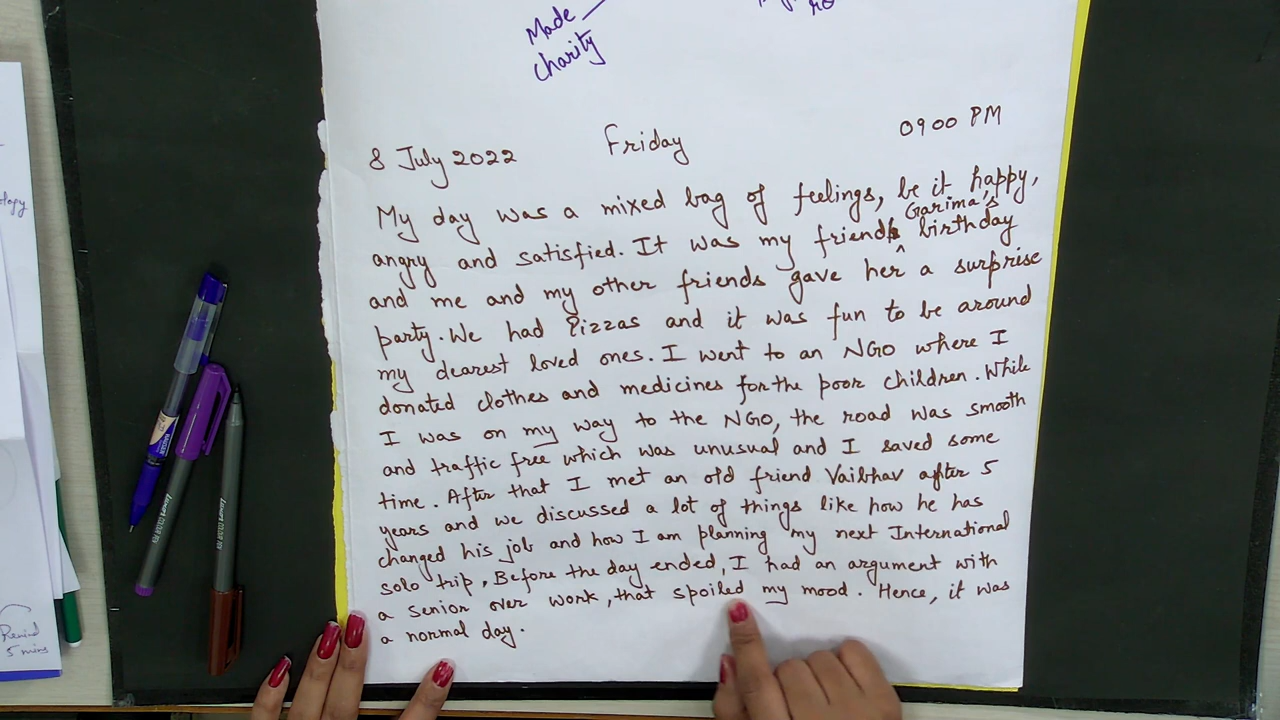 Made
charity
8 July 2022 Friday 0900 PM
My day was a mixed bag of feelings, be it happy,
angry and satisfied. It was my friend Garima's birthday
and me and my other friends gave her a surprise
party. We had Pizzas and it was fun to be around
my dearest loved ones. I went to an NGO where I
donated clothes and medicines for the poor children. While
I was on my way to the NGO, the road was smooth
and traffic free which was unusual and I saved some
time. After that I met an old friend Vaibhav after 5
years and we discussed a lot of things like how he has
changed his job and how I am planning my next International
solo trip. Before the day ended, I had an argument with
a senior over work, that spoiled my mood. Hence, it was
a normal day.
Rewind
5 mins